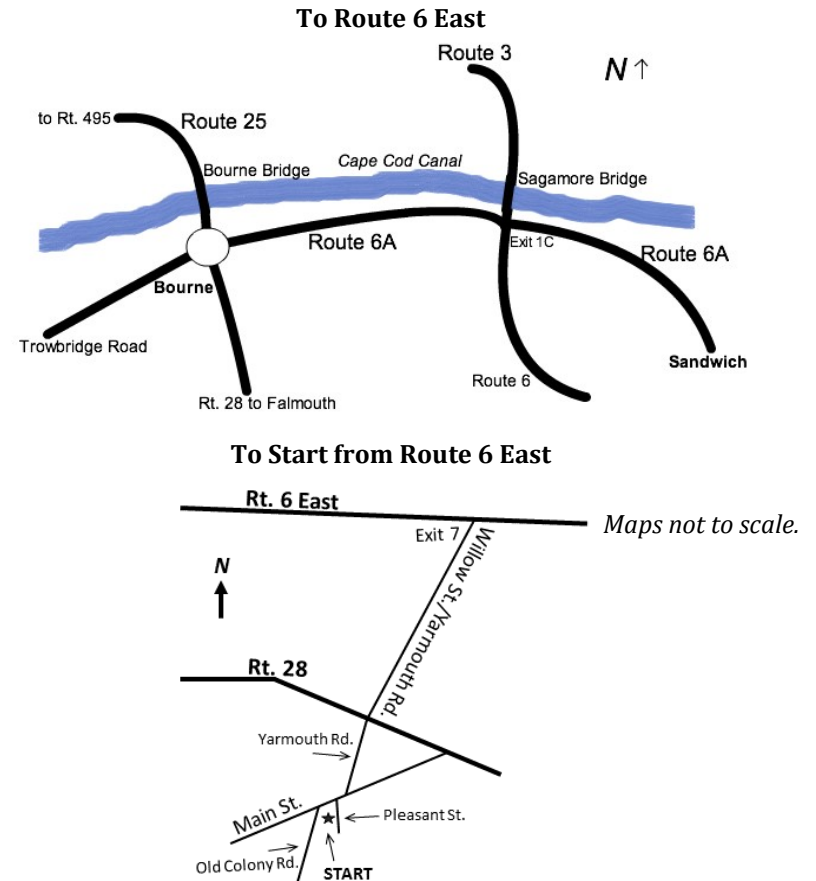 To Route 6 East
Route 3
N ↑
to Rt. 495
Route 25
Bourne Bridge
Cape Cod Canal
Sagamore Bridge
Route 6A
Exit 1C
Route 6A
Bourne
Trowbridge Road
Sandwich
Route 6
Rt. 28 to Falmouth
To Start from Route 6 East
Rt. 6 East
Maps not to scale.
Exit 7
Willow St./Yarmouth Rd.
N
Rt. 28
Yarmouth Rd.
Main St.
Pleasant St.
Old Colony Rd.
START